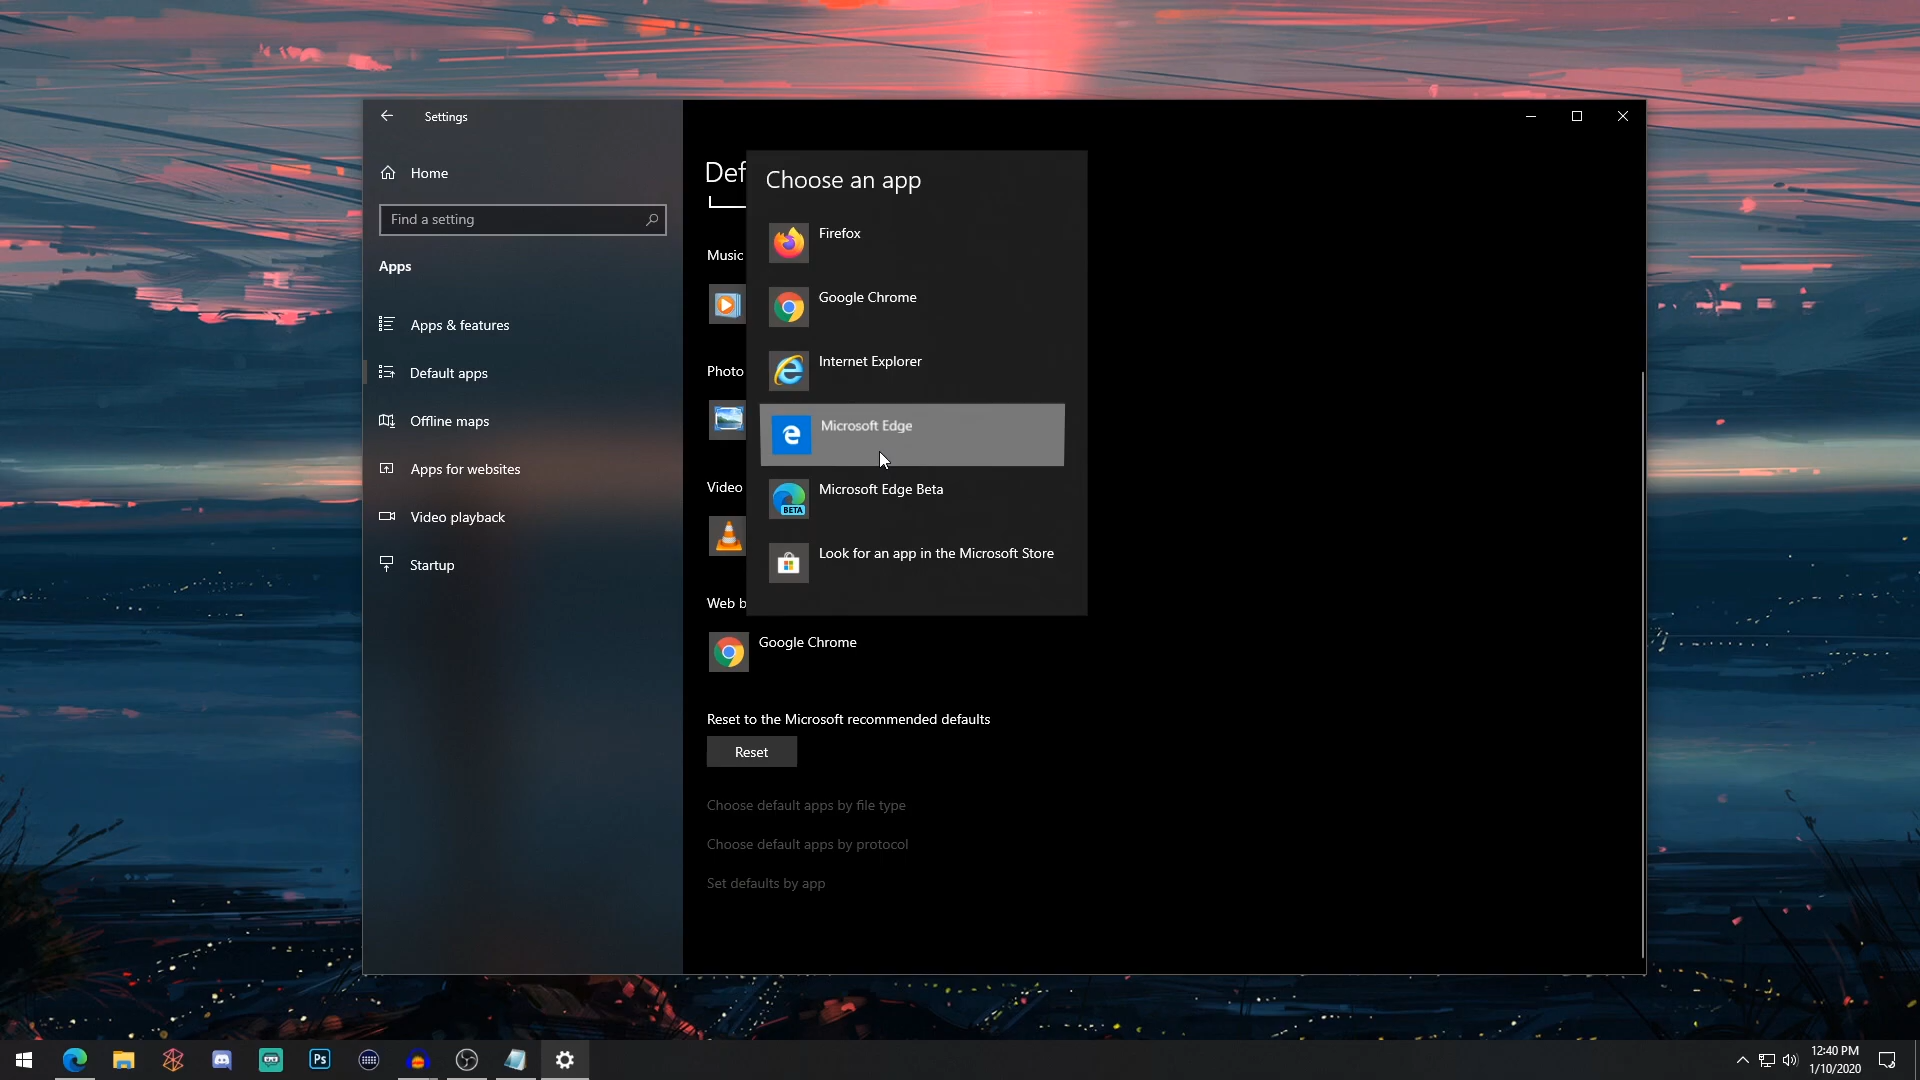 Settings
Home
Find a setting
Apps
Apps & features
Default apps
Offline maps
Apps for websites
Video playback
Startup
Def
Music
Photo
Video
Web b
Google Chrome
Choose an app
Firefox
Google Chrome
Internet Explorer
Microsoft Edge
Microsoft Edge Beta
BETA
Look for an app in the Microsoft Store
Reset to the Microsoft recommended defaults
Reset
Choose default apps by file type
Choose default apps by protocol
Set defaults by app
Ps
12:40 PM
1/10/2020